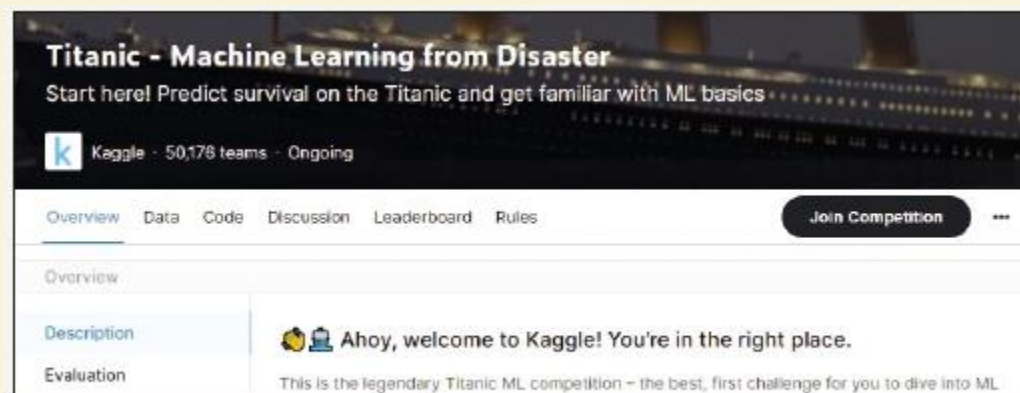 Titanic - Machine Learning from Disaster
Start here! Predict survival on the Titanic and get familiar with ML basics
k Kaggle · 50,178 teams · Ongoing
Overview Data Code Discussion Leaderboard Rules Join Competition ...
Overview
Description
Ahoy, welcome to Kaggle! You're in the right place.
Evaluation
This is the legendary Titanic ML competition – the best, first challenge for you to dive into ML